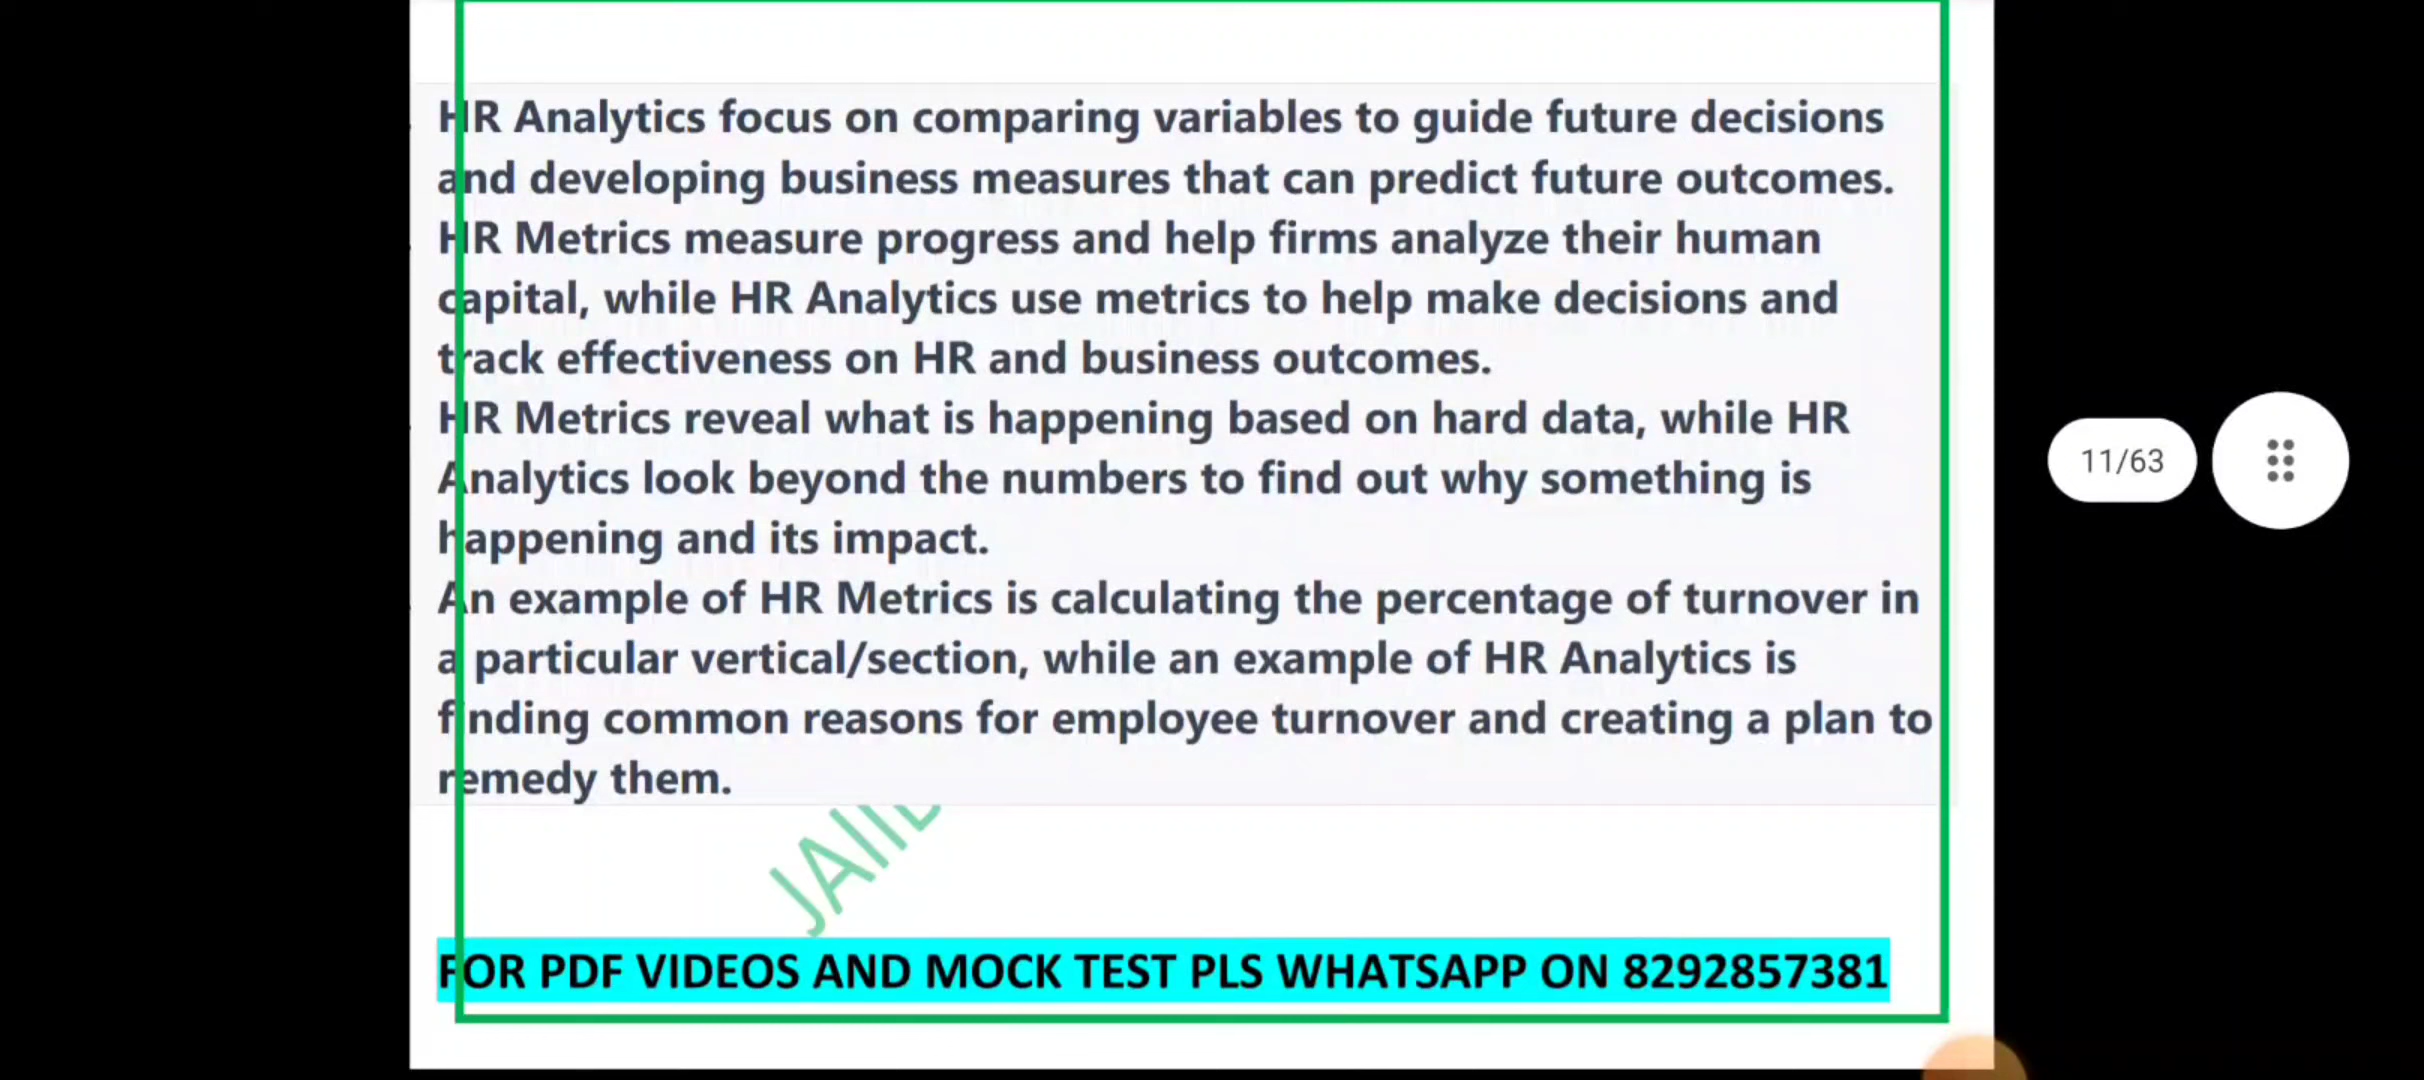 HR Analytics focus on comparing variables to guide future decisions
and developing business measures that can predict future outcomes.
HR Metrics measure progress and help firms analyze their human
capital, while HR Analytics use metrics to help make decisions and
track effectiveness on HR and business outcomes.
HR Metrics reveal what is happening based on hard data, while HR
Analytics look beyond the numbers to find out why something is
happening and its impact.
An example of HR Metrics is calculating the percentage of turnover in
a particular vertical/section, while an example of HR Analytics is
finding common reasons for employee turnover and creating a plan to
remedy them.
11/63
FOR PDF VIDEOS AND MOCK TEST PLS WHATSAPP ON 8292857381